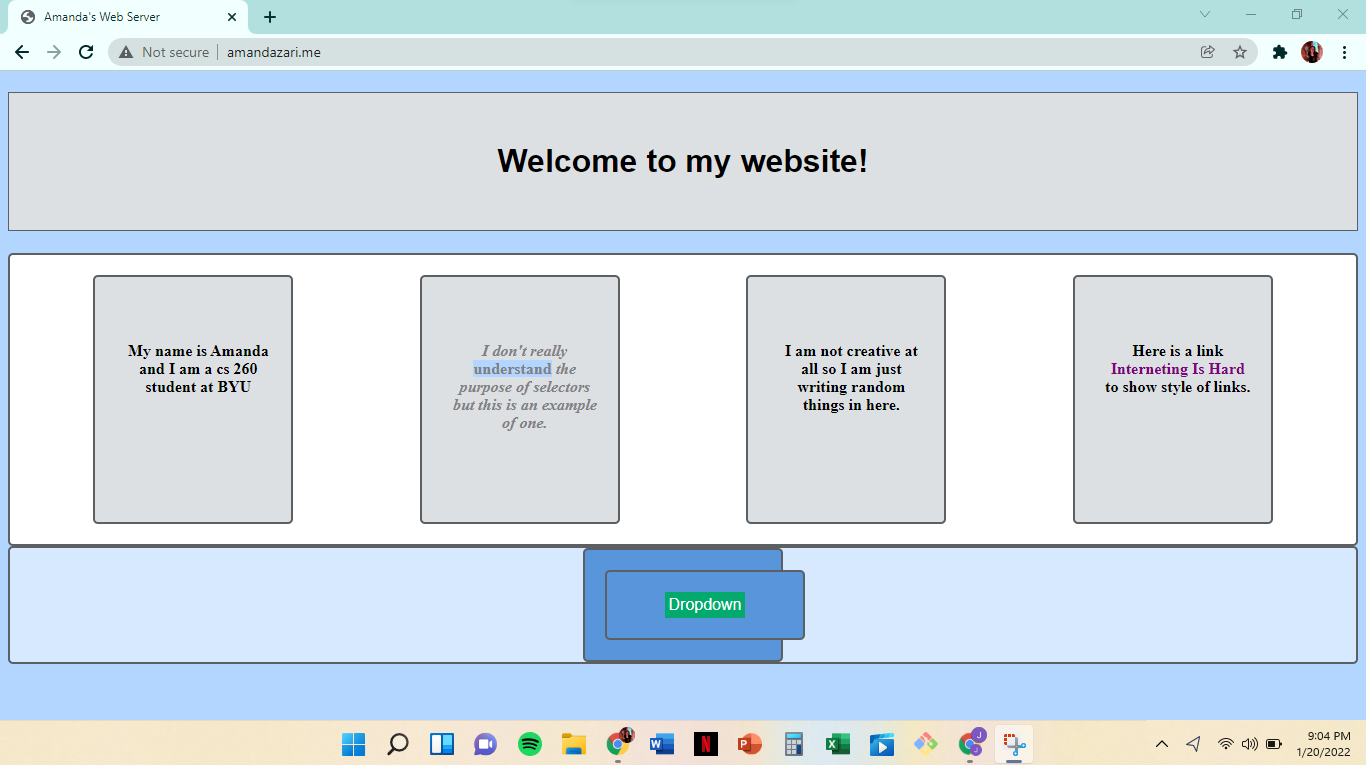 Amanda's Web Server
Not secure | amandazari.me
Welcome to my website!
My name is Amanda
and I am a cs 260
student at BYU
I don't really
understand the
purpose of selectors
but this is an example
of one.
I am not creative at
all so I am just
writing random
things in here.
Here is a link
Interneting Is Hard
to show style of links.
Dropdown
9:04 PM
1/20/2022